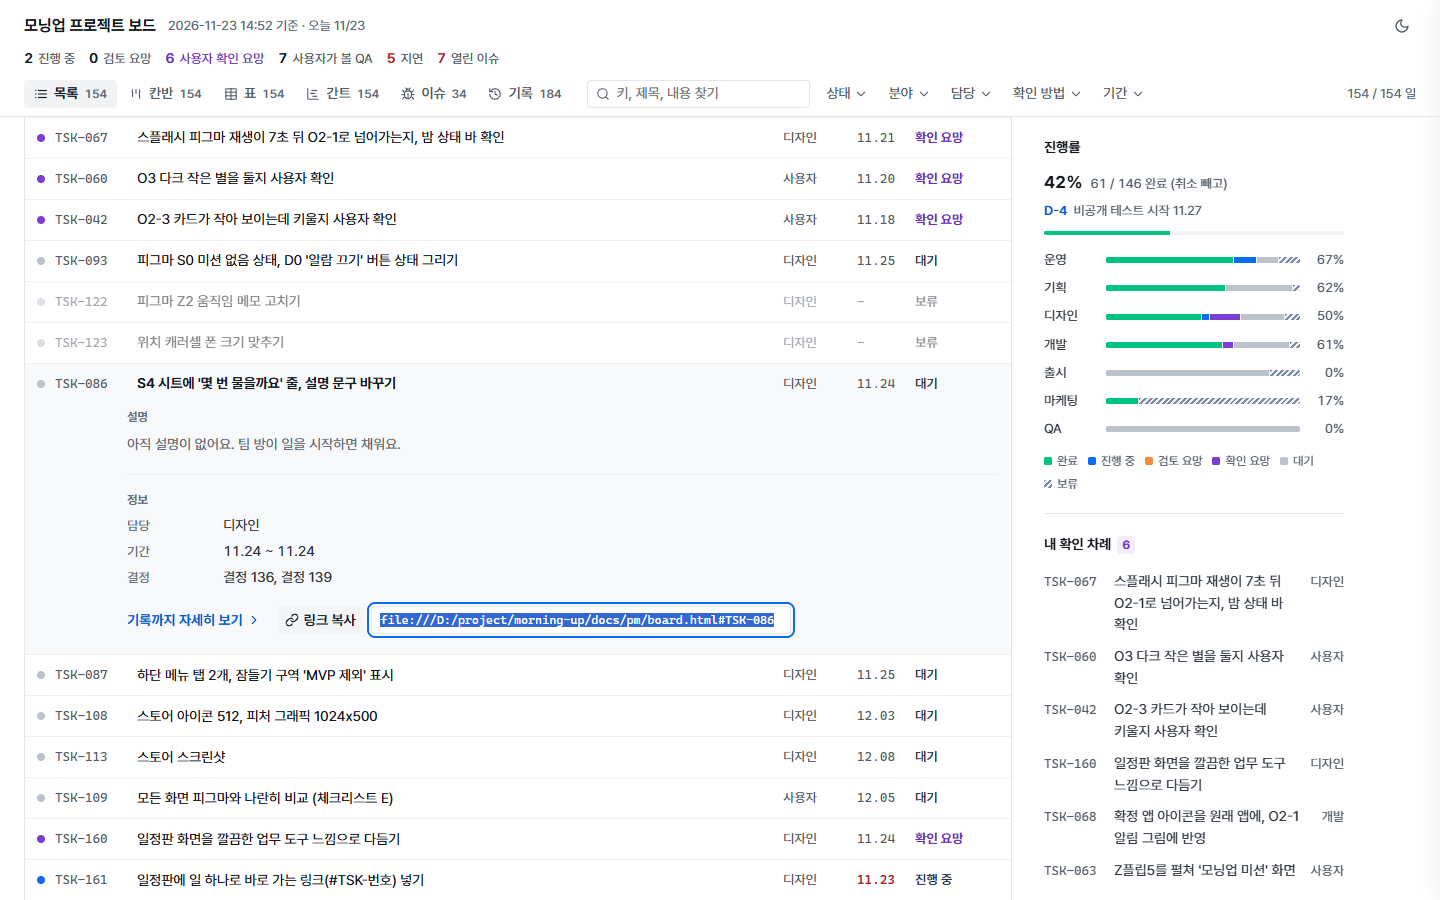 모닝업 프로젝트 보드 2026-11-23 14:52 기준 · 오늘 11/23
2 진행 중 0 검토 요망 6 사용자 확인 요망 7 사용자가 볼 QA 5 지연 7 열린 이슈
목록 154 칸반 154 표 154 간트 154 이슈 34 기록 184 키, 제목, 내용 찾기 상태 분야 담당 확인 방법 기간 154 / 154 일
TSK-067 스플래시 피그마 재생이 7초 뒤 O2-1로 넘어가는지, 밤 상태 바 확인 디자인 11.21 확인 요망
TSK-060 O3 다크 작은 별을 둘지 사용자 확인 사용자 11.20 확인 요망
TSK-042 O2-3 카드가 작아 보이는데 키울지 사용자 확인 사용자 11.18 확인 요망
TSK-093 피그마 S0 미션 없음 상태, D0 '알람 끄기' 버튼 상태 그리기 디자인 11.25 대기
TSK-122 피그마 Z2 움직임 메모 고치기 디자인 – 보류
TSK-123 위치 캐러셀 폰 크기 맞추기 디자인 – 보류
TSK-086 S4 시트에 '몇 번 물을까요' 줄, 설명 문구 바꾸기 디자인 11.24 대기
설명
아직 설명이 없어요. 팀 방이 일을 시작하면 채워요.
정보
담당 디자인
기간 11.24 ~ 11.24
결정 결정 136, 결정 139
기록까지 자세히 보기 링크 복사 file:///D:/project/morning-up/docs/pm/board.html#TSK-086
TSK-087 하단 메뉴 탭 2개, 잠들기 구역 'MVP 제외' 표시 디자인 11.25 대기
TSK-108 스토어 아이콘 512, 피처 그래픽 1024x500 디자인 12.03 대기
TSK-113 스토어 스크린샷 디자인 12.08 대기
TSK-109 모든 화면 피그마와 나란히 비교 (체크리스트 E) 사용자 12.05 대기
TSK-160 일정판 화면을 깔끔한 업무 도구 느낌으로 다듬기 디자인 11.24 확인 요망
TSK-161 일정판에 일 하나로 바로 가는 링크(#TSK-번호) 넣기 디자인 11.23 진행 중
진행률
42% 61 / 146 완료 (취소 빼고)
D-4 비공개 테스트 시작 11.27
운영 67%
기획 62%
디자인 50%
개발 61%
출시 0%
마케팅 17%
QA 0%
완료 진행 중 검토 요망 확인 요망 대기
보류
내 확인 차례 6
TSK-067 스플래시 피그마 재생이 7초 뒤 디자인
O2-1로 넘어가는지, 밤 상태 바
확인
TSK-060 O3 다크 작은 별을 둘지 사용자 사용자
확인
TSK-042 O2-3 카드가 작아 보이는데 사용자
키울지 사용자 확인
TSK-160 일정판 화면을 깔끔한 업무 도구 디자인
느낌으로 다듬기
TSK-068 확정 앱 아이콘을 원래 앱에, O2-1 개발
알림 그림에 반영
TSK-063 Z플립5를 펼쳐 '모닝업 미션' 화면 사용자